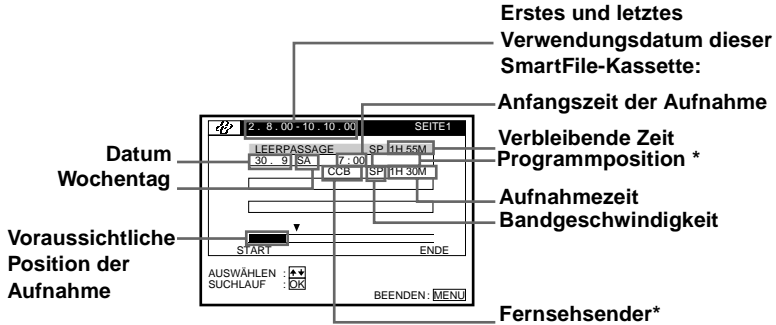 Erstes und letztes
Verwendungsdatum dieser
SmartFile-Kassette:
Anfangszeit der Aufnahme
Verbleibende Zeit
Programmposition *
Aufnahmezeit
Bandgeschwindigkeit
Fernsehsender*
Datum
Wochentag
Voraussichtliche
Position der
Aufnahme
2 . 8 . 00 - 10 . 10 . 00 SEITE1
LEERPASSAGE SP 1H 55M
30 . 9 SA 7 : 00
CCB SP 1H 30M
START ENDE
AUSWÄHLEN :
SUCHLAUF : OK
BEENDEN : MENU